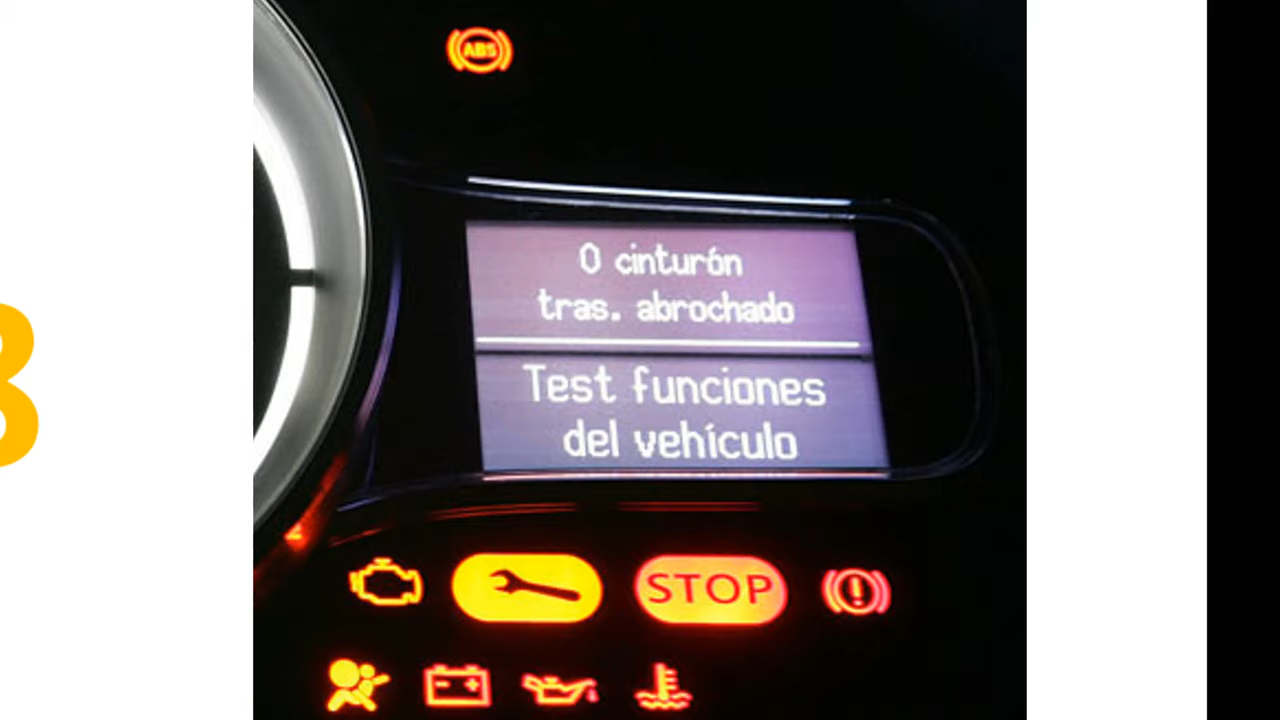 ABS
0 cinturón
tras. abrochado
Test funciones
del vehículo
STOP